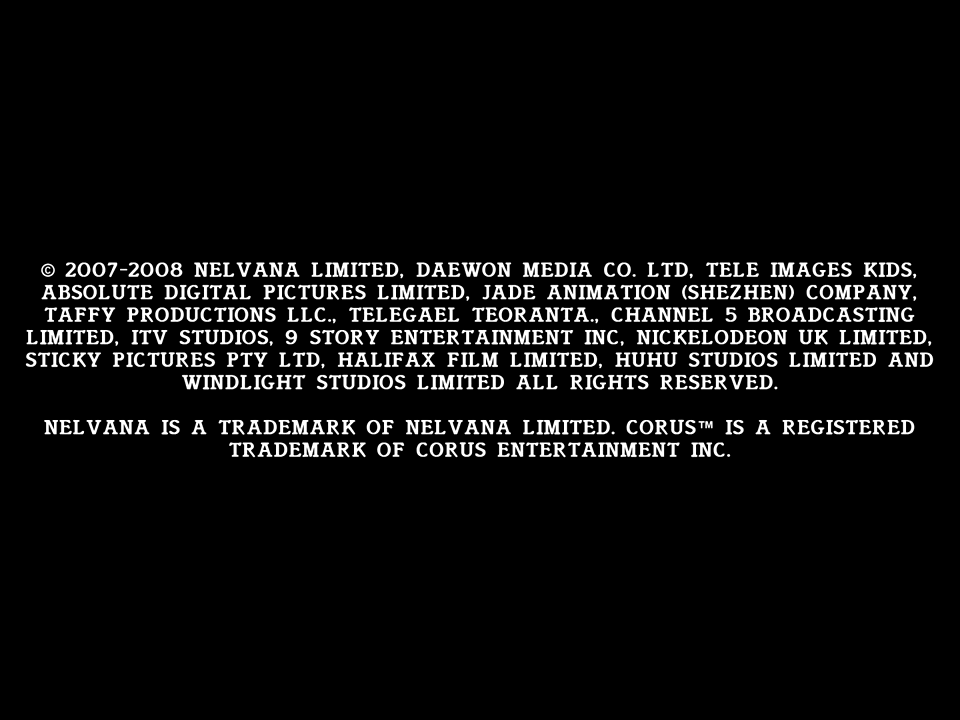 © 2007-2008 NELVANA LIMITED, DAEWON MEDIA CO. LTD, TELE IMAGES KIDS,
ABSOLUTE DIGITAL PICTURES LIMITED, JADE ANIMATION (SHEZHEN) COMPANY,
TAFFY PRODUCTIONS LLC., TELEGAEL TEORANTA., CHANNEL 5 BROADCASTING
LIMITED, ITV STUDIOS, 9 STORY ENTERTAINMENT INC, NICKELODEON UK LIMITED,
STICKY PICTURES PTY LTD, HALIFAX FILM LIMITED, HUHU STUDIOS LIMITED AND
WINDLIGHT STUDIOS LIMITED ALL RIGHTS RESERVED.
NELVANA IS A TRADEMARK OF NELVANA LIMITED. CORUS™ IS A REGISTERED
TRADEMARK OF CORUS ENTERTAINMENT INC.